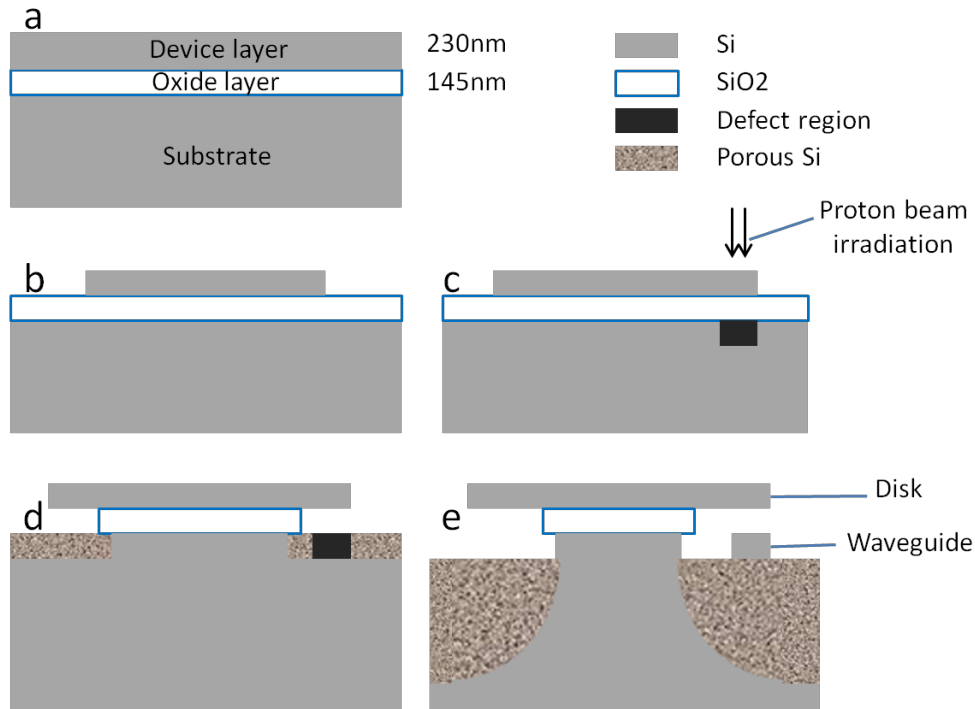 a
Device layer
230nm
Oxide layer
145nm
Substrate
Si
SiO2
Defect region
Porous Si
Proton beam
irradiation
b
c
d
e
Disk
Waveguide